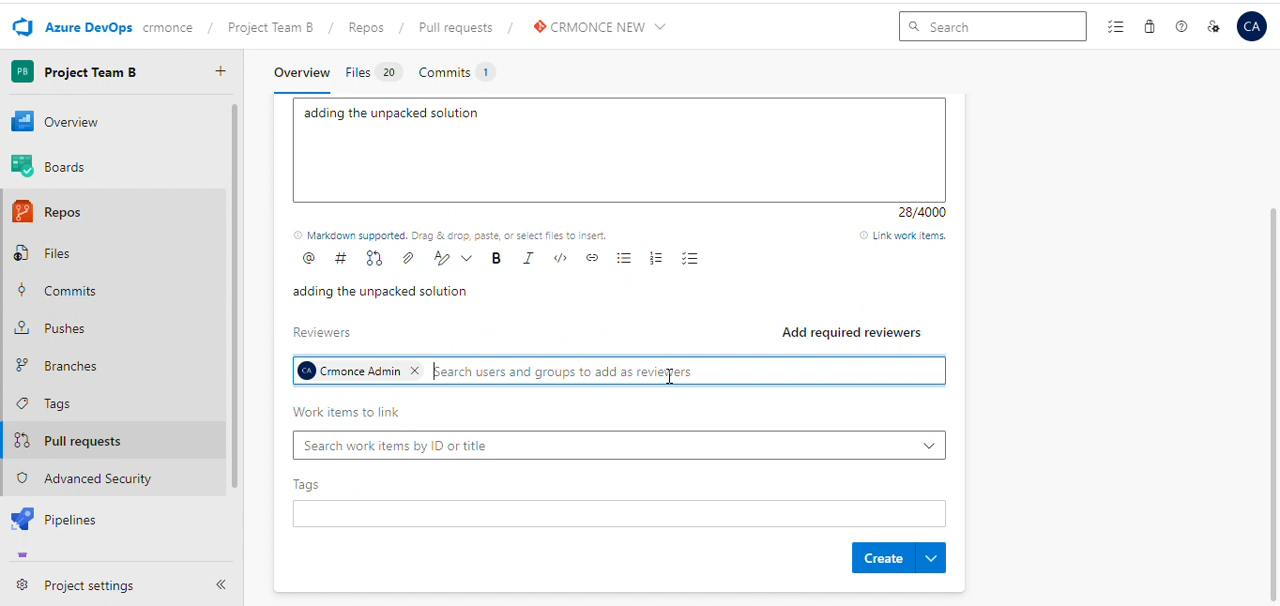 Azure DevOps crmonce / Project Team B / Repos / Pull requests / CRMONCE NEW Search CA
PB Project Team B +
Overview Files 20 Commits 1
Overview
Boards
Repos
Files
Commits
Pushes
Branches
Tags
Pull requests
Advanced Security
Pipelines
Project settings «
adding the unpacked solution
28/4000
Markdown supported. Drag & drop, paste, or select files to insert. Link work items.
@ # B I </>
adding the unpacked solution
Reviewers Add required reviewers
CA Crmonce Admin Search users and groups to add as reviewers
Work items to link
Search work items by ID or title
Tags
Create